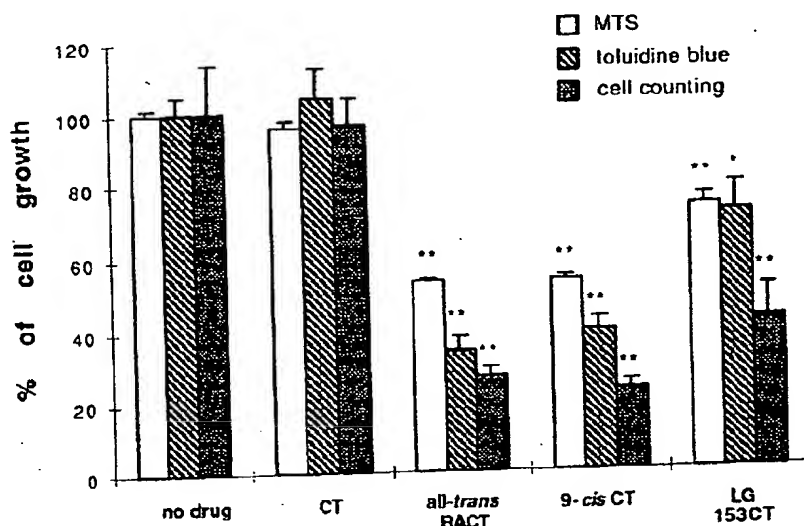 MTS
toluidine blue
cell counting
% of cell growth
120
100
80
60
40
20
0
**
**
**
**
**
**
**
*
**
no drug
CT
all-trans RACT
9-cis CT
LG 153CT